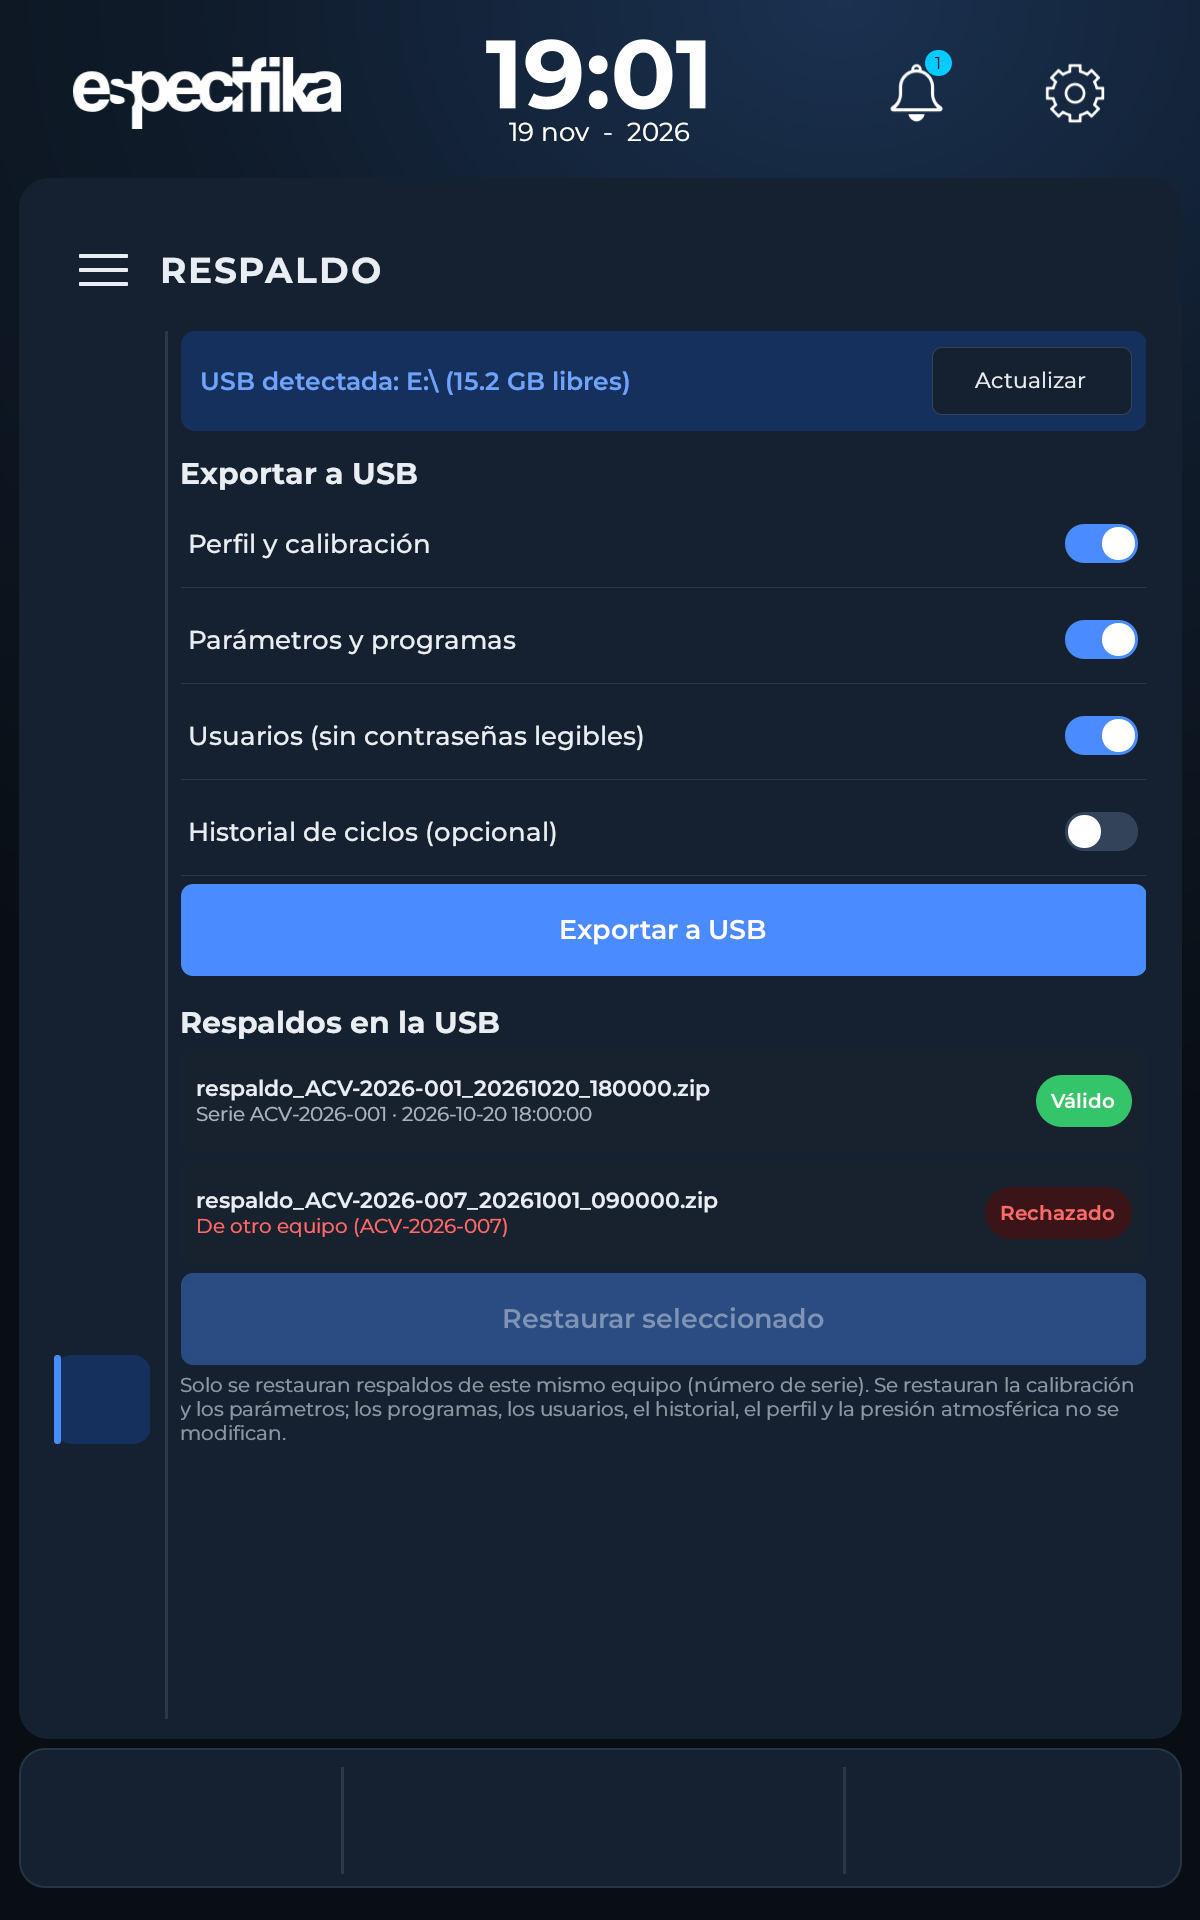 especifika
19:01
19 nov - 2026
1
RESPALDO
USB detectada: E:\ (15.2 GB libres)
Actualizar
Exportar a USB
Perfil y calibración
Parámetros y programas
Usuarios (sin contraseñas legibles)
Historial de ciclos (opcional)
Exportar a USB
Respaldos en la USB
respaldo_ACV-2026-001_20261020_180000.zip
Serie ACV-2026-001 · 2026-10-20 18:00:00
Válido
respaldo_ACV-2026-007_20261001_090000.zip
De otro equipo (ACV-2026-007)
Rechazado
Restaurar seleccionado
Solo se restauran respaldos de este mismo equipo (número de serie). Se restauran la calibración
y los parámetros; los programas, los usuarios, el historial, el perfil y la presión atmosférica no se
modifican.